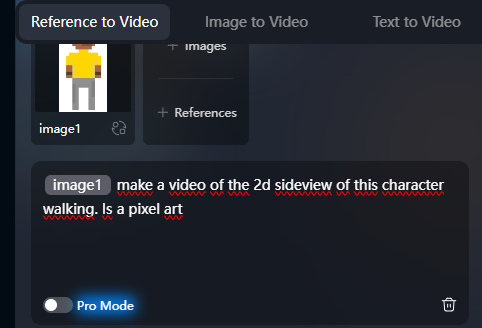 Reference to Video
Image to Video
Text to Video
+ Images
+ References
image1
image1 make a video of the 2d sideview of this character
walking. Is a pixel art
Pro Mode